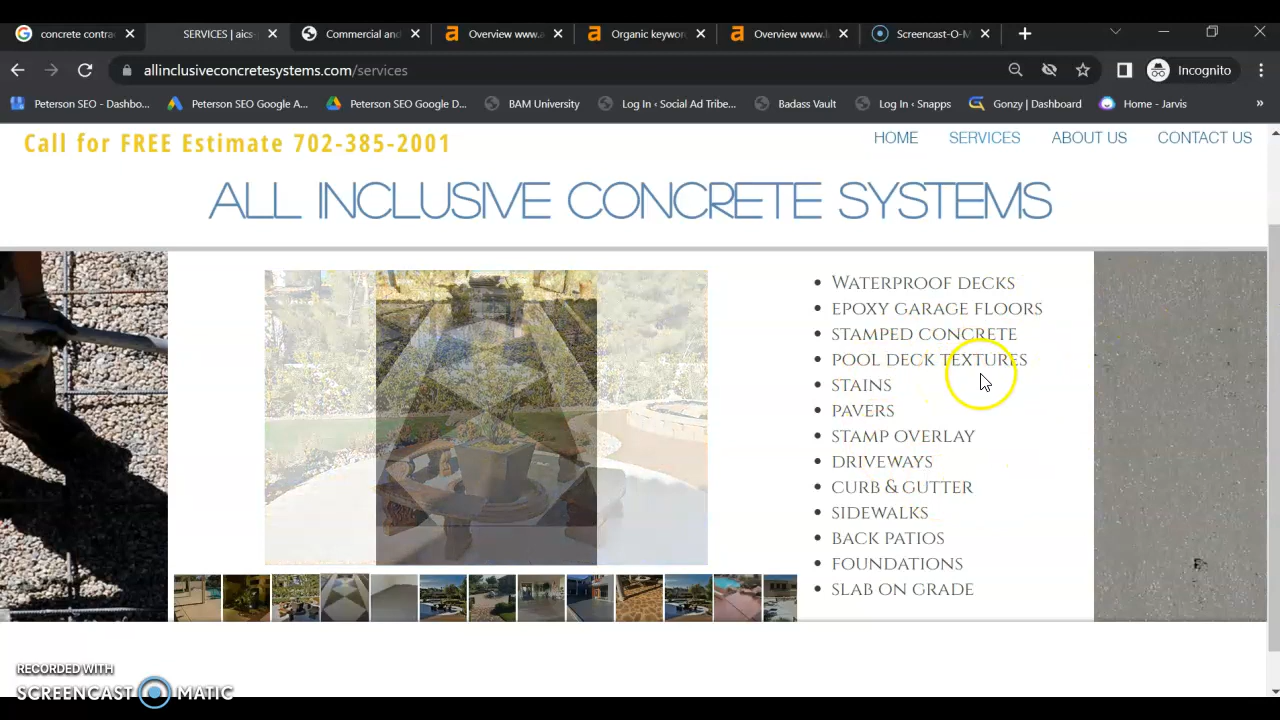 concrete contra
SERVICES | aics-
Commercial and
Overview www.a
Organic keywor
Overview www.l
Screencast-O-M
allinclusiveconcretesystems.com/services
Incognito
Peterson SEO - Dashbo...
Peterson SEO Google A...
Peterson SEO Google D...
BAM University
Log In ‹ Social Ad Tribe...
Badass Vault
Log In ‹ Snapps
Gonzy | Dashboard
Home - Jarvis
»
Call for FREE Estimate 702-385-2001
HOME
SERVICES
ABOUT US
CONTACT US
ALL INCLUSIVE CONCRETE SYSTEMS
• WATERPROOF DECKS
• EPOXY GARAGE FLOORS
• STAMPED CONCRETE
• POOL DECK TEXTURES
• STAINS
• PAVERS
• STAMP OVERLAY
• DRIVEWAYS
• CURB & GUTTER
• SIDEWALKS
• BACK PATIOS
• FOUNDATIONS
• SLAB ON GRADE
RECORDED WITH
SCREENCAST MATIC